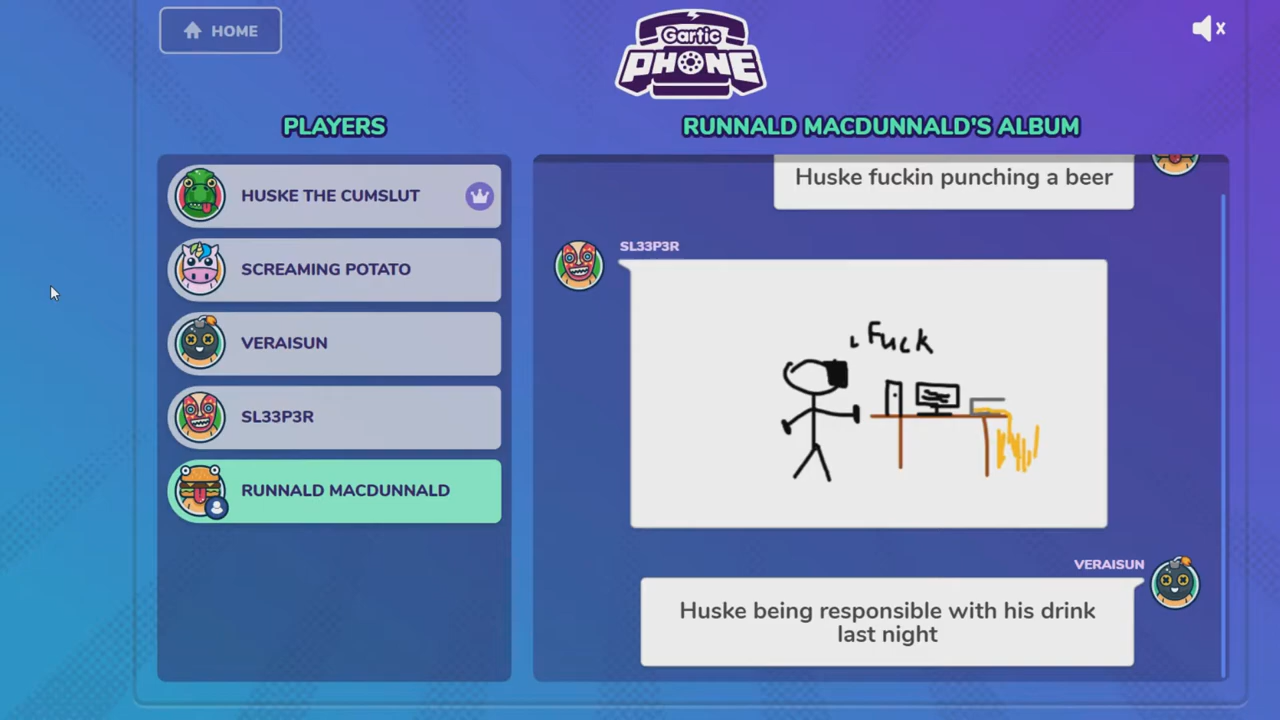 HOME
Gartic
PHONE
PLAYERS
RUNNALD MACDUNNALD'S ALBUM
HUSKE THE CUMSLUT
SCREAMING POTATO
VERAISUN
SL33P3R
RUNNALD MACDUNNALD
Huske fuckin punching a beer
SL33P3R
Fuck
VERAISUN
Huske being responsible with his drink
last night